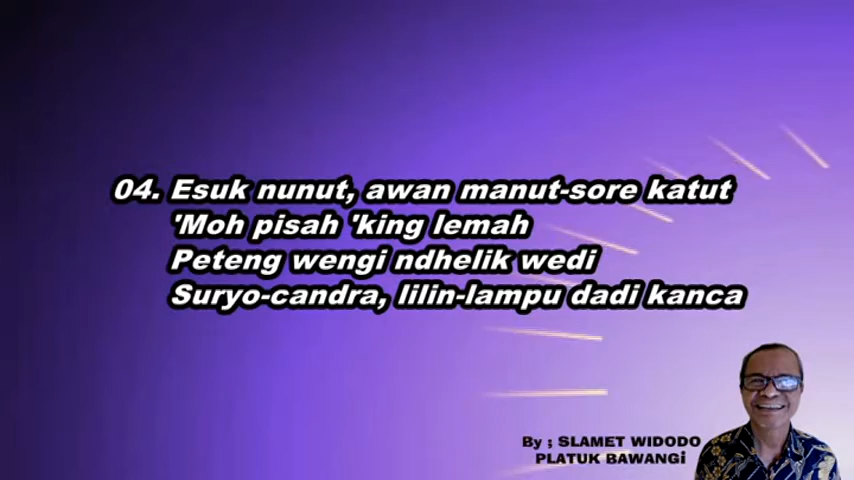 04. Esuk nunut, awan manut-sore katut
'Moh pisah 'king lemah
Peteng wengi ndhelik wedi
Suryo-candra, lilin-lampu dadi kanca
By ; SLAMET WIDODO
PLATUK BAWANGi